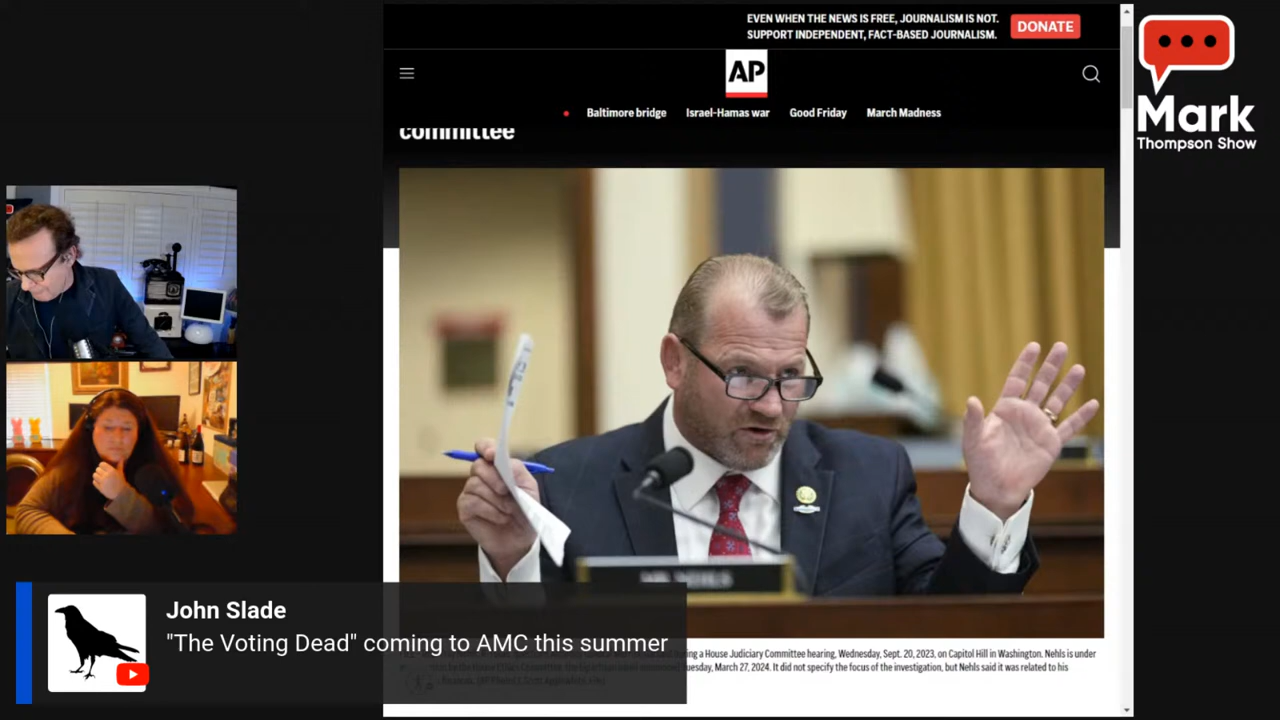 EVEN WHEN THE NEWS IS FREE, JOURNALISM IS NOT.
SUPPORT INDEPENDENT, FACT-BASED JOURNALISM.
DONATE
AP
Baltimore bridge Israel-Hamas war Good Friday March Madness
committee
Mark
Thompson Show
John Slade
"The Voting Dead" coming to AMC this summer
a House Judiciary Committee hearing, Wednesday, Sept. 20, 2023, on Capitol Hill in Washington. Nehls is under
March 27, 2024. It did not specify the focus of the investigation, but Nehls said it was related to his